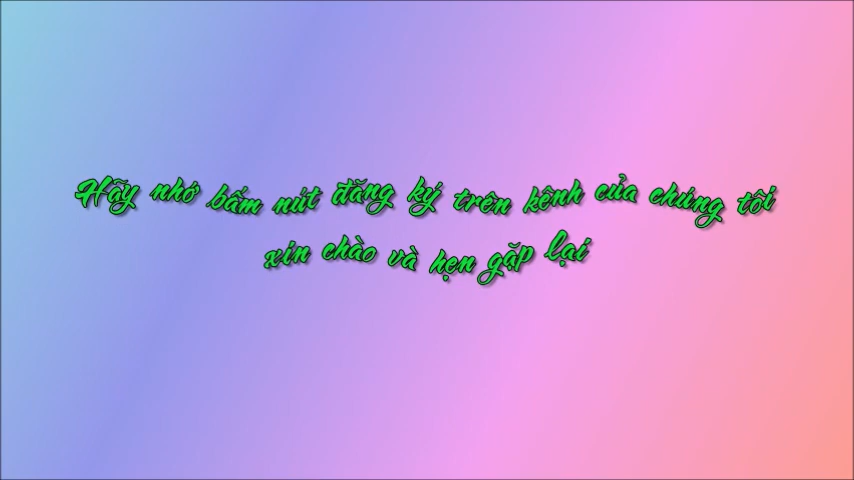 Hãy nhớ bấm nút đăng ký trên kênh của chúng tôi
xin chào và hẹn gặp lại